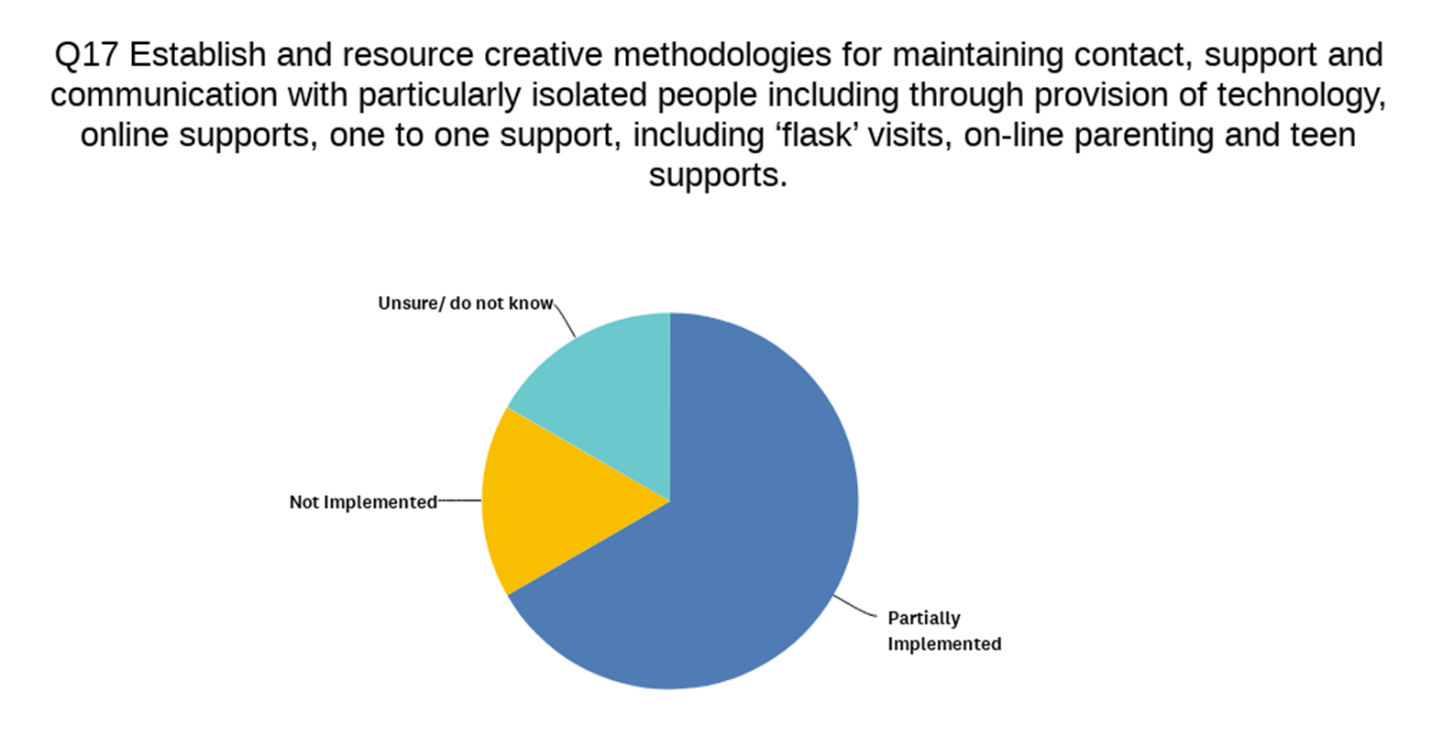 Q17 Establish and resource creative methodologies for maintaining contact, support and
communication with particularly isolated people including through provision of technology,
online supports, one to one support, including ‘flask’ visits, on-line parenting and teen
supports.
Unsure/ do not know
Not Implemented
Partially
Implemented